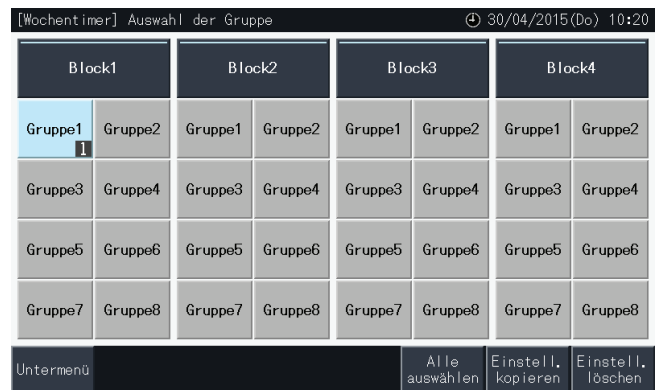 [Wochentimer] Auswahl der Gruppe 30/04/2015(Do) 10:20
Block1 Block2 Block3 Block4
Gruppe1 Gruppe2 Gruppe1 Gruppe2 Gruppe1 Gruppe2 Gruppe1 Gruppe2
1
Gruppe3 Gruppe4 Gruppe3 Gruppe4 Gruppe3 Gruppe4 Gruppe3 Gruppe4
Gruppe5 Gruppe6 Gruppe5 Gruppe6 Gruppe5 Gruppe6 Gruppe5 Gruppe6
Gruppe7 Gruppe8 Gruppe7 Gruppe8 Gruppe7 Gruppe8 Gruppe7 Gruppe8
Untermenü
Alle
auswählen
Einstell.
kopieren
Einstell.
löschen